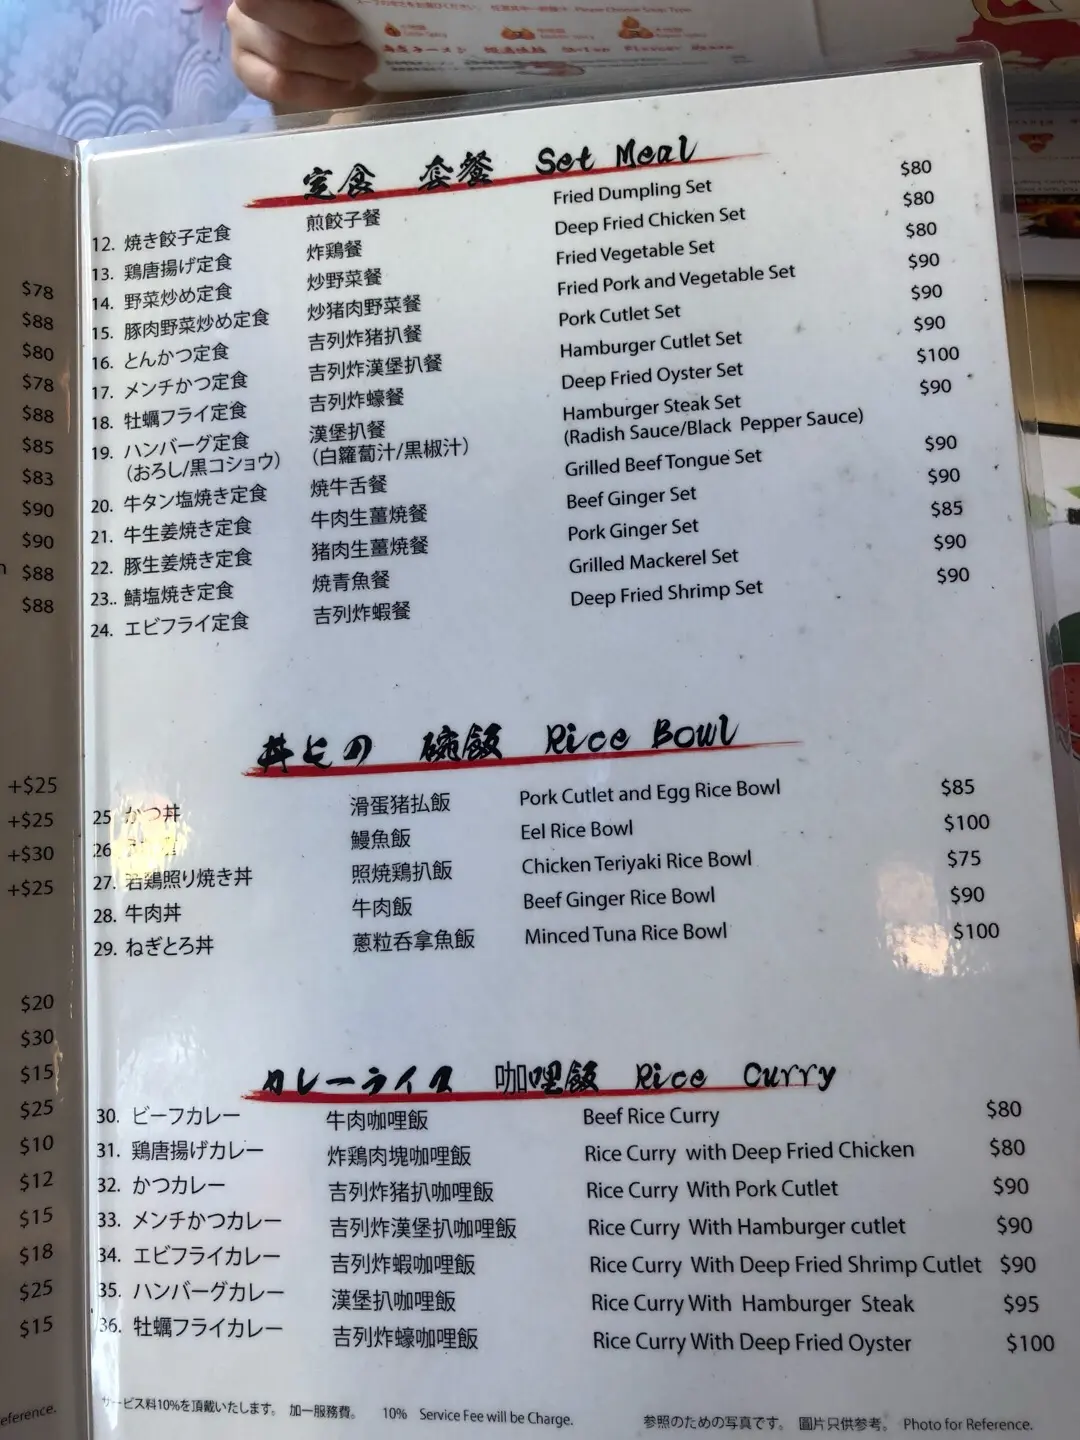 定食 套餐 Set Meal
12. 焼き餃子定食 煎餃子餐 Fried Dumpling Set $80
13. 鶏唐揚げ定食 炸鶏餐 Deep Fried Chicken Set $80
14. 野菜炒め定食 炒野菜餐 Fried Vegetable Set $80
15. 豚肉野菜炒め定食 炒猪肉野菜餐 Fried Pork and Vegetable Set $90
16. とんかつ定食 吉列炸猪扒餐 Pork Cutlet Set $90
17. メンチかつ定食 吉列炸漢堡扒餐 Hamburger Cutlet Set $90
18. 牡蠣フライ定食 吉列炸蠔餐 Deep Fried Oyster Set $100
19. ハンバーグ定食 漢堡扒餐 Hamburger Steak Set $90
(おろし/黒コショウ) (白籮蔔汁/黒椒汁) (Radish Sauce/Black Pepper Sauce)
20. 牛タン塩焼き定食 焼牛舌餐 Grilled Beef Tongue Set $90
21. 牛生姜焼き定食 牛肉生薑焼餐 Beef Ginger Set $90
22. 豚生姜焼き定食 猪肉生薑焼餐 Pork Ginger Set $85
23.. 鯖塩焼き定食 焼青魚餐 Grilled Mackerel Set $90
24. エビフライ定食 吉列炸蝦餐 Deep Fried Shrimp Set $90
丼もの 碗飯 Rice Bowl
25 かつ丼 滑蛋猪払飯 Pork Cutlet and Egg Rice Bowl $85
26 鰻魚飯 Eel Rice Bowl $100
27. 若鶏照り焼き丼 照焼鶏扒飯 Chicken Teriyaki Rice Bowl $75
28. 牛肉丼 牛肉飯 Beef Ginger Rice Bowl $90
29. ねぎとろ丼 蔥粒呑拿魚飯 Minced Tuna Rice Bowl $100
カレーライス 咖哩飯 Rice Curry
30. ビーフカレー 牛肉咖哩飯 Beef Rice Curry $80
31. 鶏唐揚げカレー 炸鶏肉塊咖哩飯 Rice Curry with Deep Fried Chicken $80
32. かつカレー 吉列炸猪扒咖哩飯 Rice Curry With Pork Cutlet $90
33. メンチかつカレー 吉列炸漢堡扒咖哩飯 Rice Curry With Hamburger cutlet $90
34. エビフライカレー 吉列炸蝦咖哩飯 Rice Curry With Deep Fried Shrimp Cutlet $90
35. ハンバーグカレー 漢堡扒咖哩飯 Rice Curry With Hamburger Steak $95
36. 牡蠣フライカレー 吉列炸蠔咖哩飯 Rice Curry With Deep Fried Oyster $100
サービス料10%を頂戴いたします。 加一服務費。 10% Service Fee will be Charge.
参照のための写真です。 圖片只供参考。 Photo for Reference.
$78
$88
$80
$78
$88
$85
$83
$90
$90
$88
$88
+$25
+$25
+$30
+$25
$20
$30
$15
$25
$10
$12
$15
$18
$25
$15